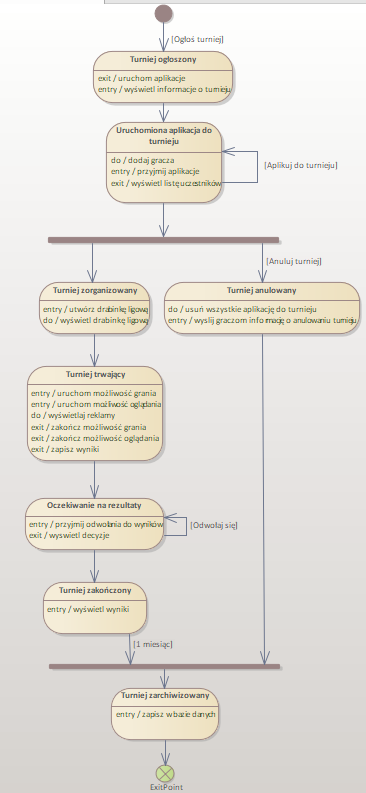 [Ogłoś turniej]
Turniej ogłoszony
exit / uruchom aplikacje
entry / wyświetl informacje o turnieju
Uruchomiona aplikacja do
turnieju
do / dodaj gracza
entry / przyjmij aplikacje
exit / wyświetl listę uczestników
[Aplikuj do turnieju]
[Anuluj turniej]
Turniej zorganizowany
entry / utwórz drabinkę ligową
do / wyświetl drabinkę ligową
Turniej anulowany
do / usuń wszystkie aplikację do turnieju
entry / wyslij graczom informację o anulowaniu turnieju
Turniej trwający
entry / uruchom możliwość grania
entry / uruchom możliwość oglądania
do / wyświetlaj reklamy
exit / zakończ możliwość grania
exit / zakończ możliwość oglądania
exit / zapisz wyniki
Oczekiwanie na rezultaty
entry / przyjmij odwołania do wyników
exit / wyswietl decyzje
[Odwołaj się]
Turniej zakończony
entry / wyświetl wyniki
[1 miesiąc]
Turniej zarchiwizowany
entry / zapisz w bazie danych
ExitPoint